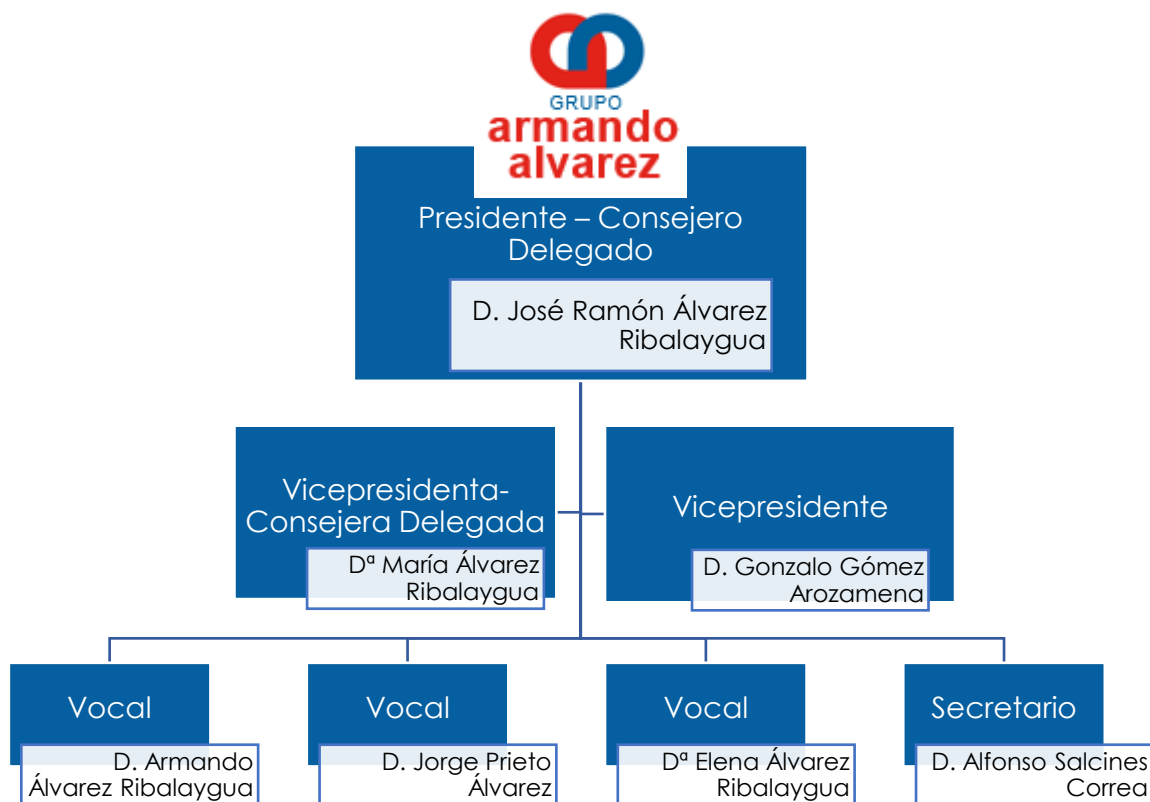 GRUPO
armando
alvarez
Presidente – Consejero
Delegado
D. José Ramón Álvarez
Ribalaygua
Vicepresidenta-
Consejera Delegada
Dª María Álvarez
Ribalaygua
Vicepresidente
D. Gonzalo Gómez
Arozamena
Vocal
D. Armando
Álvarez Ribalaygua
Vocal
D. Jorge Prieto
Álvarez
Vocal
Dª Elena Álvarez
Ribalaygua
Secretario
D. Alfonso Salcines
Correa